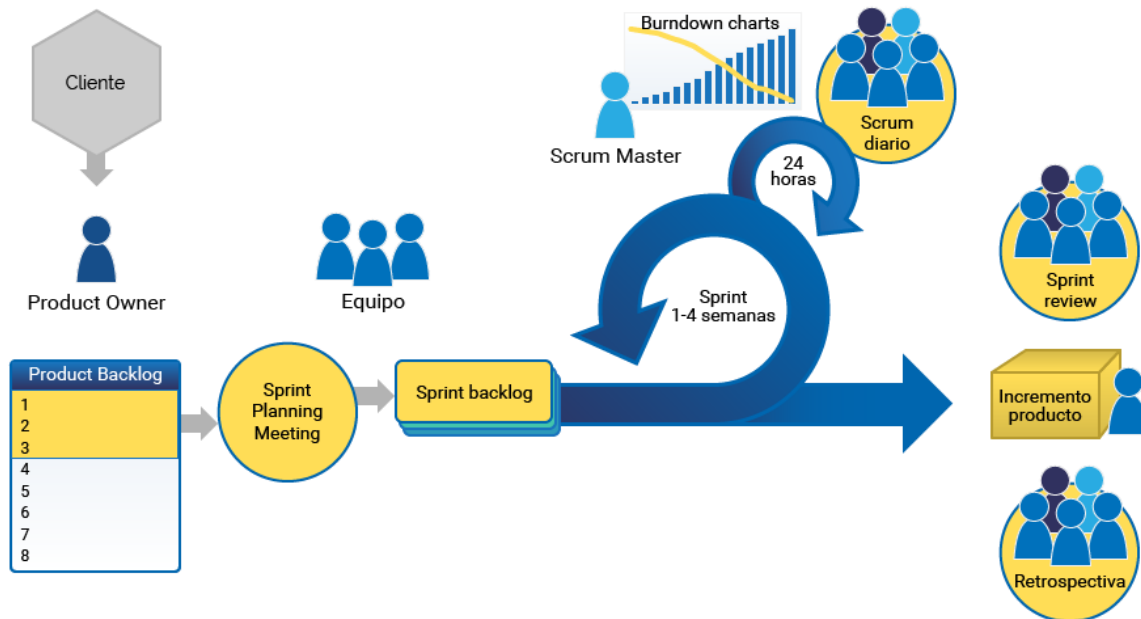 Cliente
Product Owner
Equipo
Burndown charts
Scrum Master
Scrum
diario
24
horas
Sprint
1-4 semanas
Product Backlog
1
2
3
4
5
6
7
8
Sprint
Planning
Meeting
Sprint backlog
Sprint
review
Incremento
producto
Retrospectiva